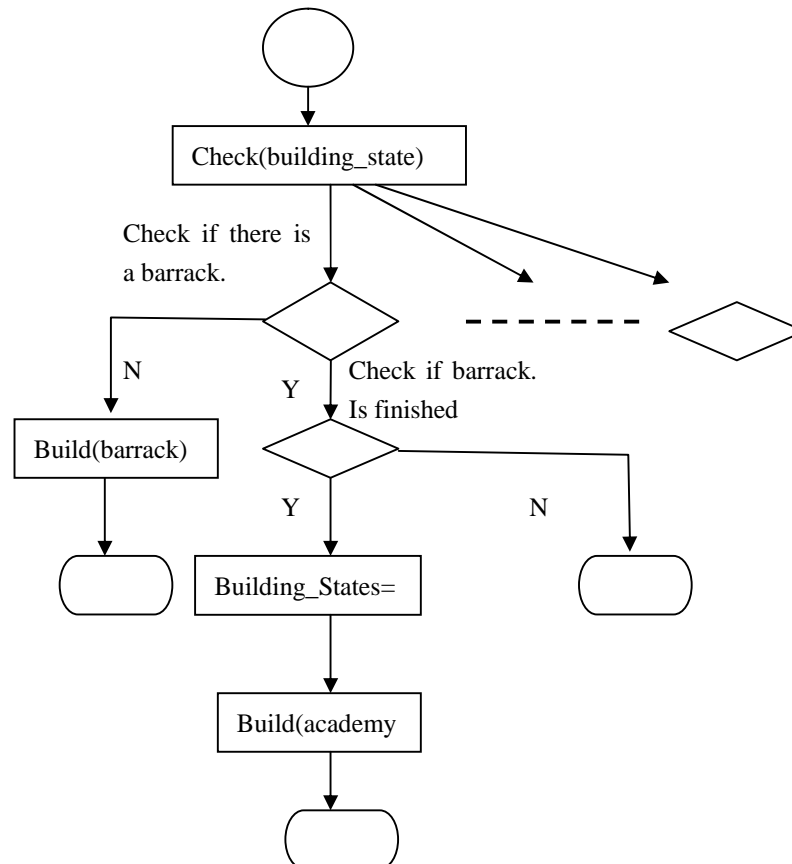 Check(building_state)
Check if there is
a barrack.
N
Y
Check if barrack.
Is finished
Build(barrack)
Y
N
Building_States=
Build(academy